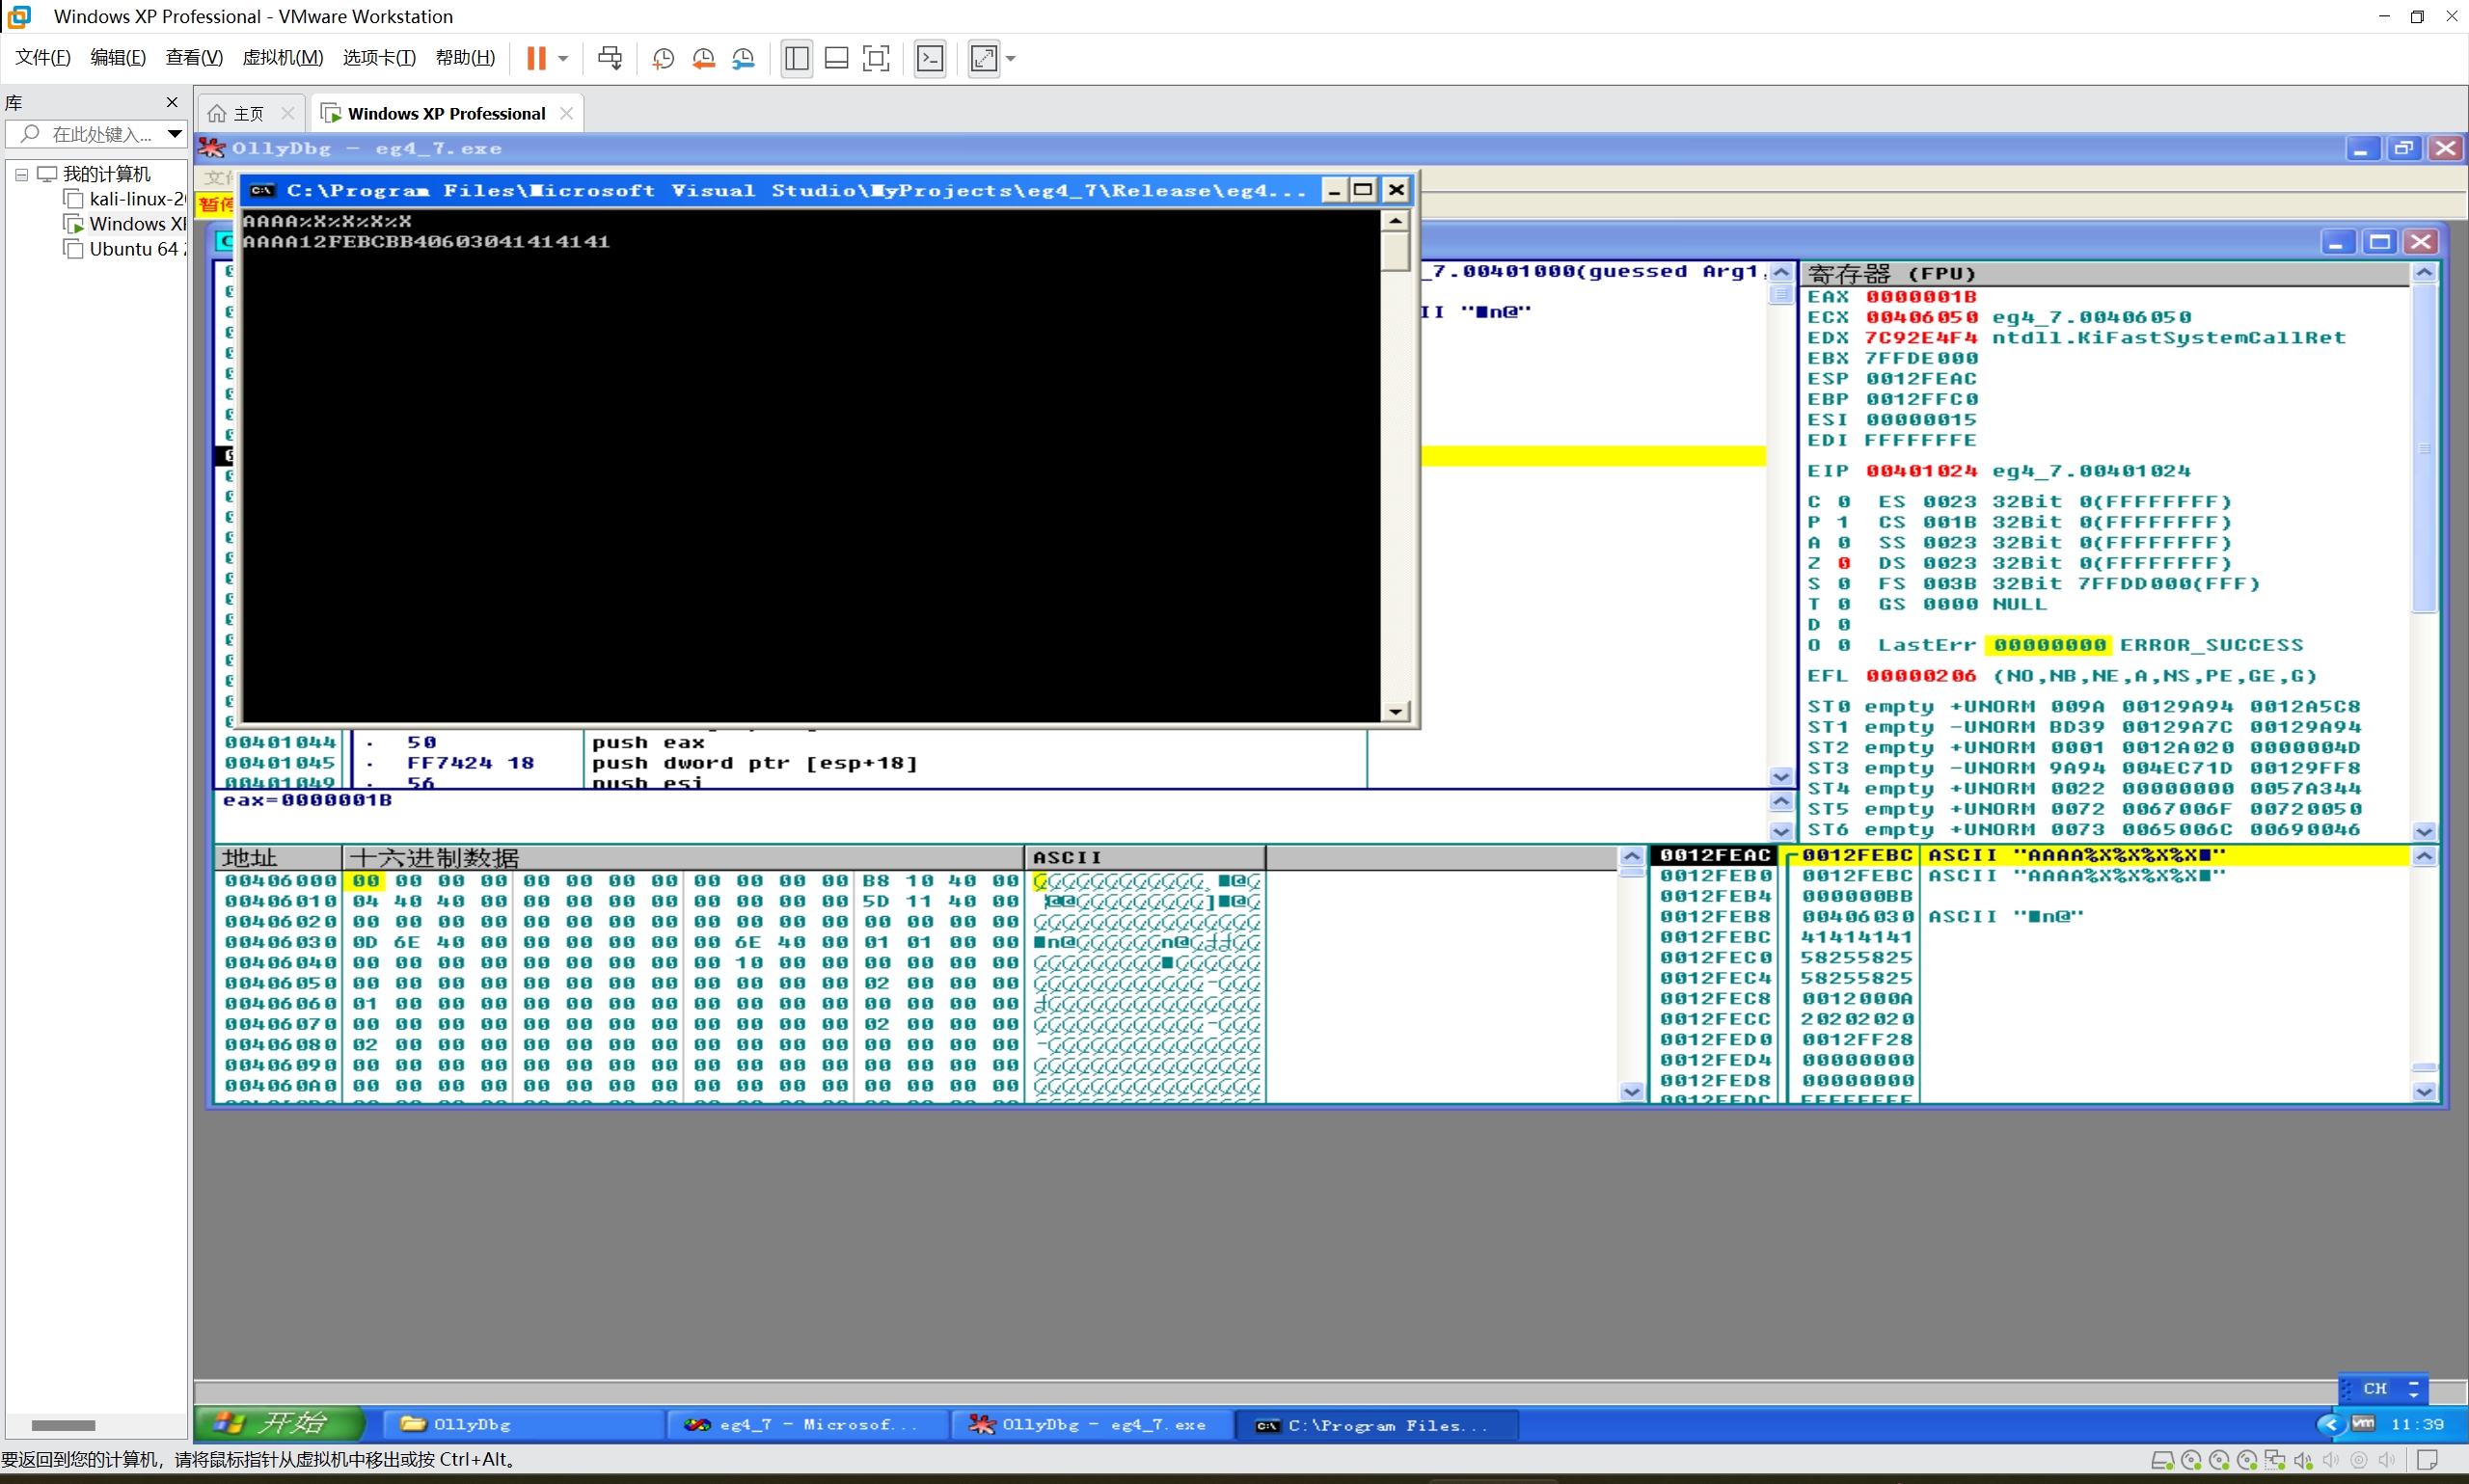 Windows XP Professional - VMware Workstation
文件(F) 编辑(E) 查看(V) 虚拟机(M) 选项卡(T) 帮助(H)
库
在此处键入...
我的计算机
kali-linux-2
Windows XI
Ubuntu 64
主页
Windows XP Professional
OllyDbg - eg4_7.exe
C:\Program Files\Microsoft Visual Studio\MyProjects\eg4_7\Release\eg4...
AAAA%X%X%X%X
AAAA12FEBCBB40603041414141
_7.00401000(guessed Arg1,
II "■n@"
00401044 . 50 push eax
00401045 . FF7424 18 push dword ptr [esp+18]
00401049 . 56 push esi
eax=0000001B
寄存器 (FPU)
EAX 0000001B
ECX 00406050 eg4_7.00406050
EDX 7C92E4F4 ntdll.KiFastSystemCallRet
EBX 7FFDE000
ESP 0012FEAC
EBP 0012FFC0
ESI 00000015
EDI FFFFFFFE
EIP 00401024 eg4_7.00401024
C 0 ES 0023 32Bit 0(FFFFFFFF)
P 1 CS 001B 32Bit 0(FFFFFFFF)
A 0 SS 0023 32Bit 0(FFFFFFFF)
Z 0 DS 0023 32Bit 0(FFFFFFFF)
S 0 FS 003B 32Bit 7FFDD000(FFF)
T 0 GS 0000 NULL
D 0
O 0 LastErr 00000000 ERROR_SUCCESS
EFL 00000206 (NO,NB,NE,A,NS,PE,GE,G)
ST0 empty +UNORM 009A 00129A94 0012A5C8
ST1 empty -UNORM BD39 00129A7C 00129A94
ST2 empty +UNORM 0001 0012A020 0000004D
ST3 empty -UNORM 9A94 004EC71D 00129FF8
ST4 empty +UNORM 0022 00000000 0057A344
ST5 empty +UNORM 0072 0067006F 00720050
ST6 empty +UNORM 0073 0065006C 00690046
地址 十六进制数据 ASCII
00406000 00 00 00 00 00 00 00 00 00 00 00 00 B8 10 40 00
00406010 04 40 40 00 00 00 00 00 00 00 00 00 5D 11 40 00
00406020 00 00 00 00 00 00 00 00 00 00 00 00 00 00 00 00
00406030 0D 6E 40 00 00 00 00 00 00 6E 40 00 01 01 00 00
00406040 00 00 00 00 00 00 00 00 00 10 00 00 00 00 00 00
00406050 00 00 00 00 00 00 00 00 00 00 00 00 02 00 00 00
00406060 01 00 00 00 00 00 00 00 00 00 00 00 00 00 00 00
00406070 00 00 00 00 00 00 00 00 00 00 00 00 02 00 00 00
00406080 02 00 00 00 00 00 00 00 00 00 00 00 00 00 00 00
00406090 00 00 00 00 00 00 00 00 00 00 00 00 00 00 00 00
004060A0 00 00 00 00 00 00 00 00 00 00 00 00 00 00 00 00
0012FEAC 0012FEBC ASCII "AAAA%X%X%X%X■"
0012FEB0 0012FEBC ASCII "AAAA%X%X%X%X■"
0012FEB4 000000BB
0012FEB8 00406030 ASCII "■n@"
0012FEBC 41414141
0012FEC0 58255825
0012FEC4 58255825
0012FEC8 0012000A
0012FECC 20202020
0012FED0 0012FF28
0012FED4 00000000
0012FED8 00000000
0012FEDC FFFFFFFF
CH
开始 OllyDbg eg4_7 - Microsof... OllyDbg - eg4_7.exe C:\Program Files... 11:39
要返回到您的计算机，请将鼠标指针从虚拟机中移出或按 Ctrl+Alt。